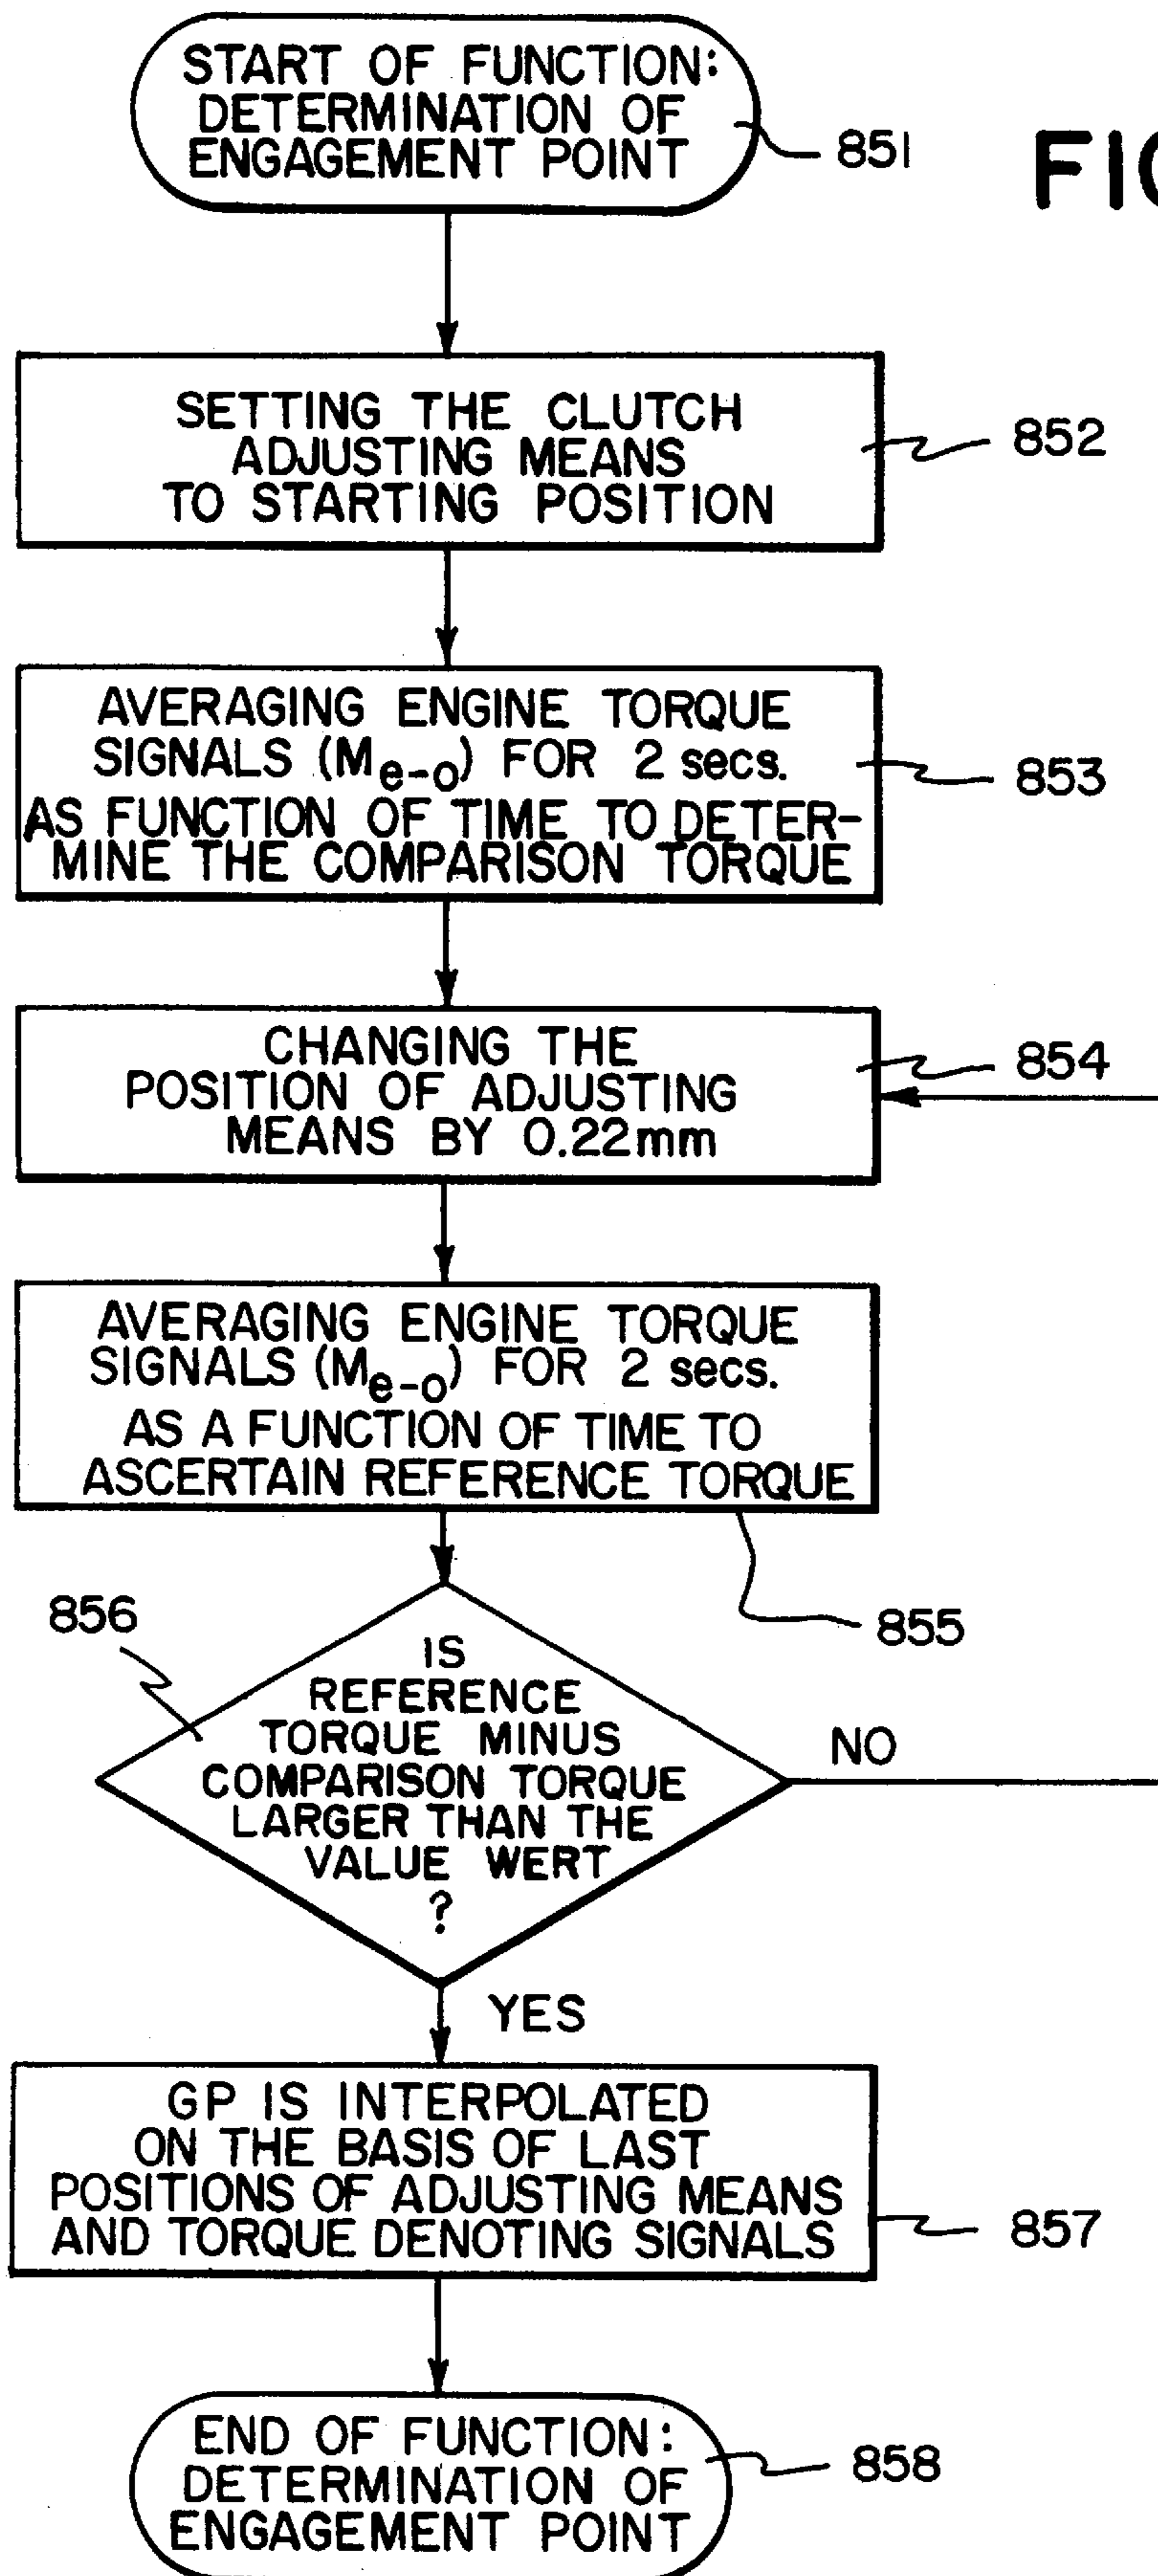 START OF FUNCTION:
DETERMINATION OF
ENGAGEMENT POINT
851
FIG
SETTING THE CLUTCH
ADJUSTING MEANS
TO STARTING POSITION
852
AVERAGING ENGINE TORQUE
SIGNALS (Me-o) FOR 2 secs.
AS FUNCTION OF TIME TO DETER-
MINE THE COMPARISON TORQUE
853
CHANGING THE
POSITION OF ADJUSTING
MEANS BY 0.22mm
854
AVERAGING ENGINE TORQUE
SIGNALS (Me-o) FOR 2 secs.
AS A FUNCTION OF TIME TO
ASCERTAIN REFERENCE TORQUE
855
856
IS
REFERENCE
TORQUE MINUS
COMPARISON TORQUE
LARGER THAN THE
VALUE WERT
?
NO
YES
GP IS INTERPOLATED
ON THE BASIS OF LAST
POSITIONS OF ADJUSTING MEANS
AND TORQUE DENOTING SIGNALS
857
END OF FUNCTION:
DETERMINATION OF
ENGAGEMENT POINT
858